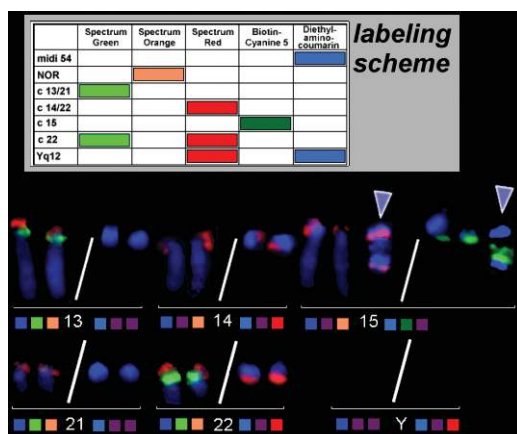 Spectrum Green
Spectrum Orange
Spectrum Red
Biotin-Cyanine 5
Diethyl-amino-coumarin
labeling
scheme
midi 54
NOR
c 13/21
c 14/22
c 15
c 22
Yq12
13
14
15
21
22
Y